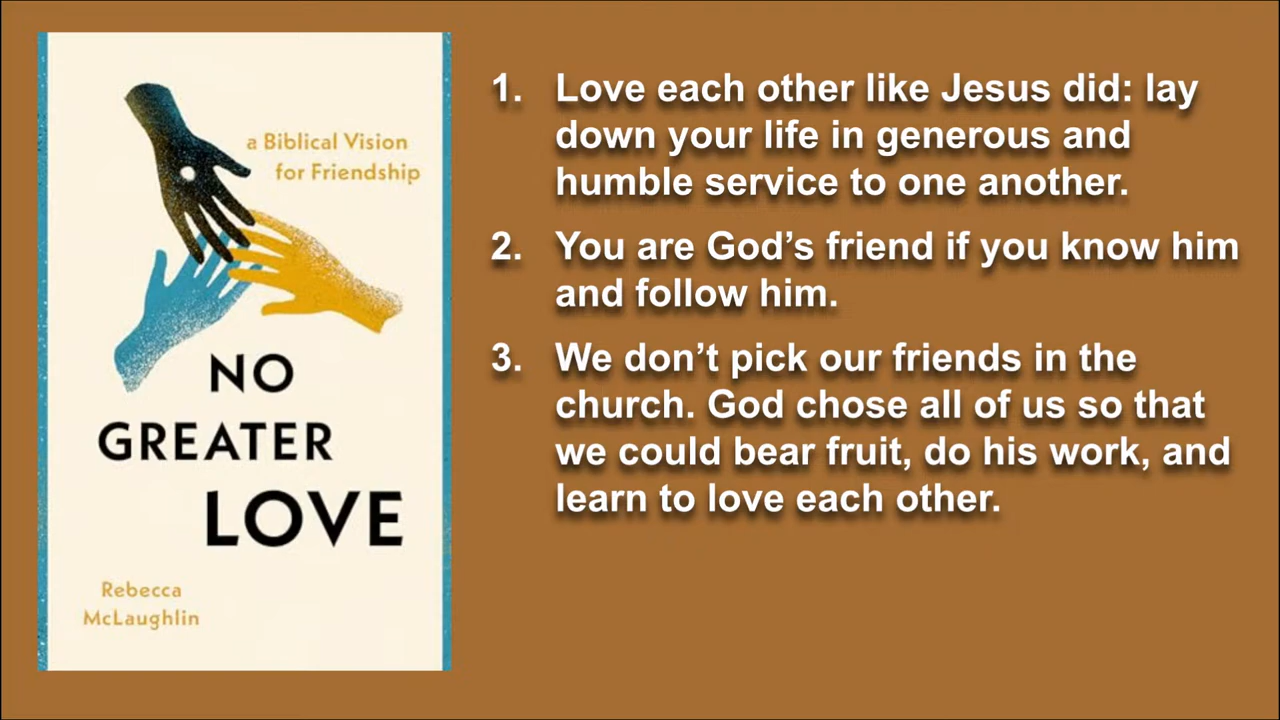 a Biblical Vision
for Friendship
NO
GREATER
LOVE
Rebecca
McLaughlin
1. Love each other like Jesus did: lay
down your life in generous and
humble service to one another.
2. You are God’s friend if you know him
and follow him.
3. We don’t pick our friends in the
church. God chose all of us so that
we could bear fruit, do his work, and
learn to love each other.